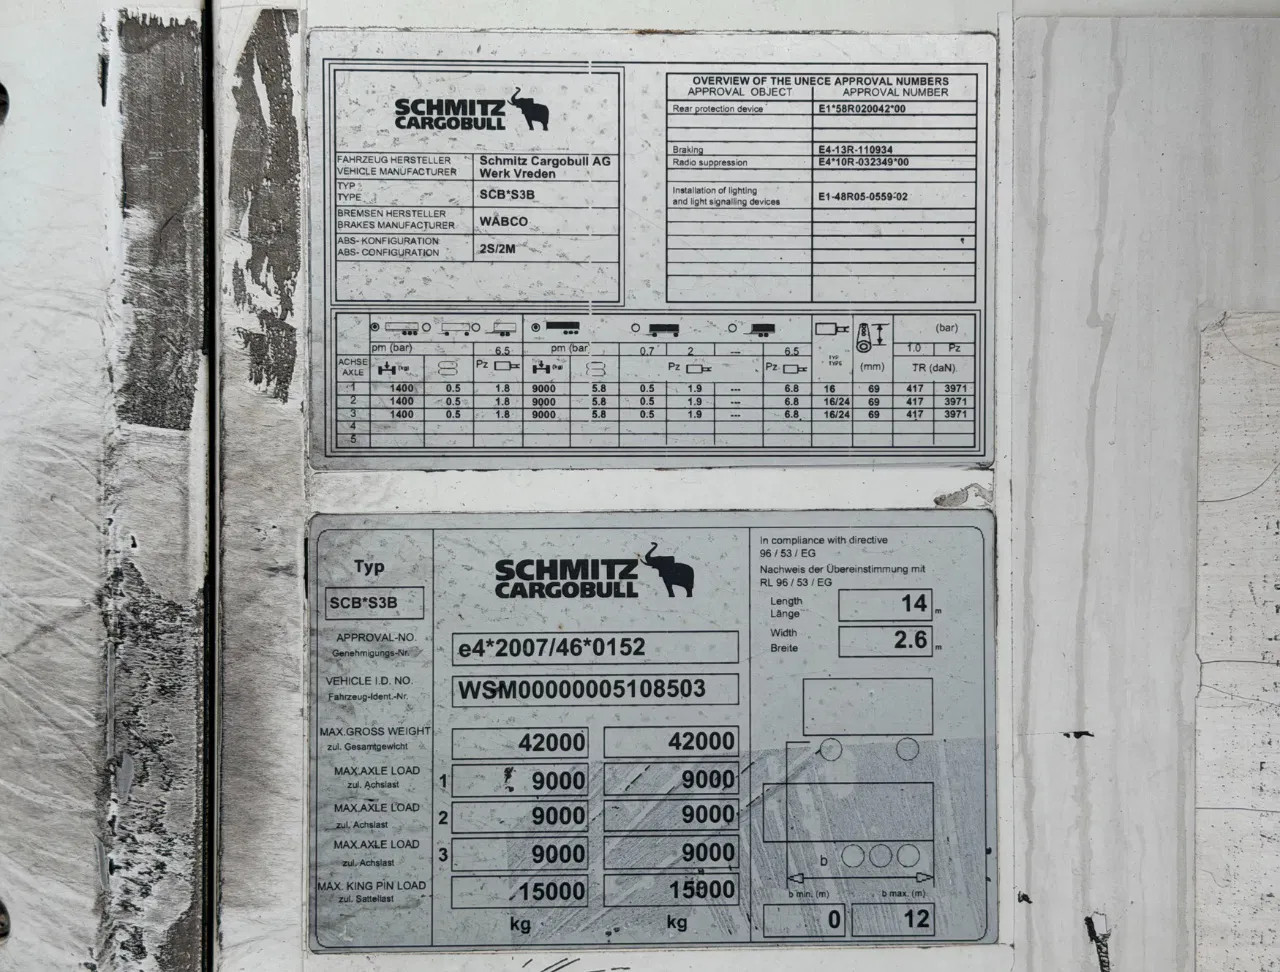 SCHMITZ
CARGOBULL
FAHRZEUG HERSTELLER
VEHICLE MANUFACTURER
Schmitz Cargobull AG
Werk Vreden
TYP
TYPE
SCB*S3B
BREMSEN HERSTELLER
BRAKES MANUFACTURER
WABCO
ABS- KONFIGURATION
ABS- CONFIGURATION
2S/2M
OVERVIEW OF THE UNECE APPROVAL NUMBERS
APPROVAL OBJECT APPROVAL NUMBER
Rear protection device E1*58R020042*00
Braking E4-13R-110934
Radio suppression E4*10R-032349*00
Installation of lighting
and light signalling devices E1-48R05-0559-02
(bar)
pm (bar) 6.5 pm (bar) 0.7 2 --- 6.5 1.0 Pz
ACHSE
AXLE
(kg) Pz (kg) Pz Pz TYP TYPE (mm) TR (daN)
1 1400 0.5 1.8 9000 5.8 0.5 1.9 --- 6.8 16 69 417 3971
2 1400 0.5 1.8 9000 5.8 0.5 1.9 --- 6.8 16/24 69 417 3971
3 1400 0.5 1.8 9000 5.8 0.5 1.9 --- 6.8 16/24 69 417 3971
4
5
Typ
SCB*S3B
SCHMITZ
CARGOBULL
APPROVAL-NO.
Genehmigungs-Nr.
e4*2007/46*0152
VEHICLE I.D. NO.
Fahrzeug-Ident.-Nr.
WSM00000005108503
MAX.GROSS WEIGHT
zul. Gesamtgewicht
42000 42000
MAX.AXLE LOAD
zul. Achslast
1 9000 9000
MAX.AXLE LOAD
zul. Achslast
2 9000 9000
MAX.AXLE LOAD
zul. Achslast
3 9000 9000
MAX. KING PIN LOAD
zul. Sattellast
15000 15000
kg kg
In compliance with directive
96 / 53 / EG
Nachweis der Übereinstimmung mit
RL 96 / 53 / EG
Length
Länge
14 m
Width
Breite
2.6 m
b
b min. (m) b max. (m)
0 12